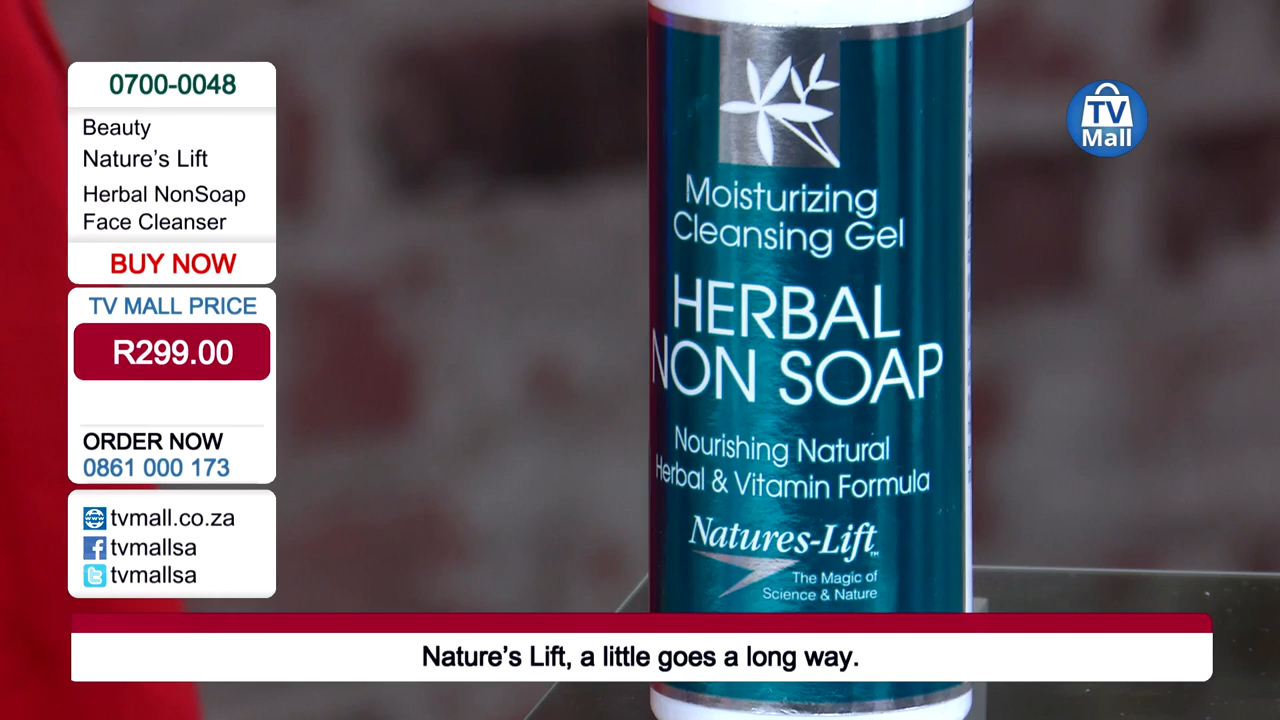 0700-0048
Beauty
Nature's Lift
Herbal NonSoap
Face Cleanser
BUY NOW
TV MALL PRICE
R299.00
ORDER NOW
0861 000 173
tvmall.co.za
tvmallsa
tvmallsa
Moisturizing
Cleansing Gel
HERBAL
NON SOAP
Nourishing Natural
Herbal & Vitamin Formula
Natures-Lift™
The Magic of
Science & Nature
TV
Mall
Nature's Lift, a little goes a long way.